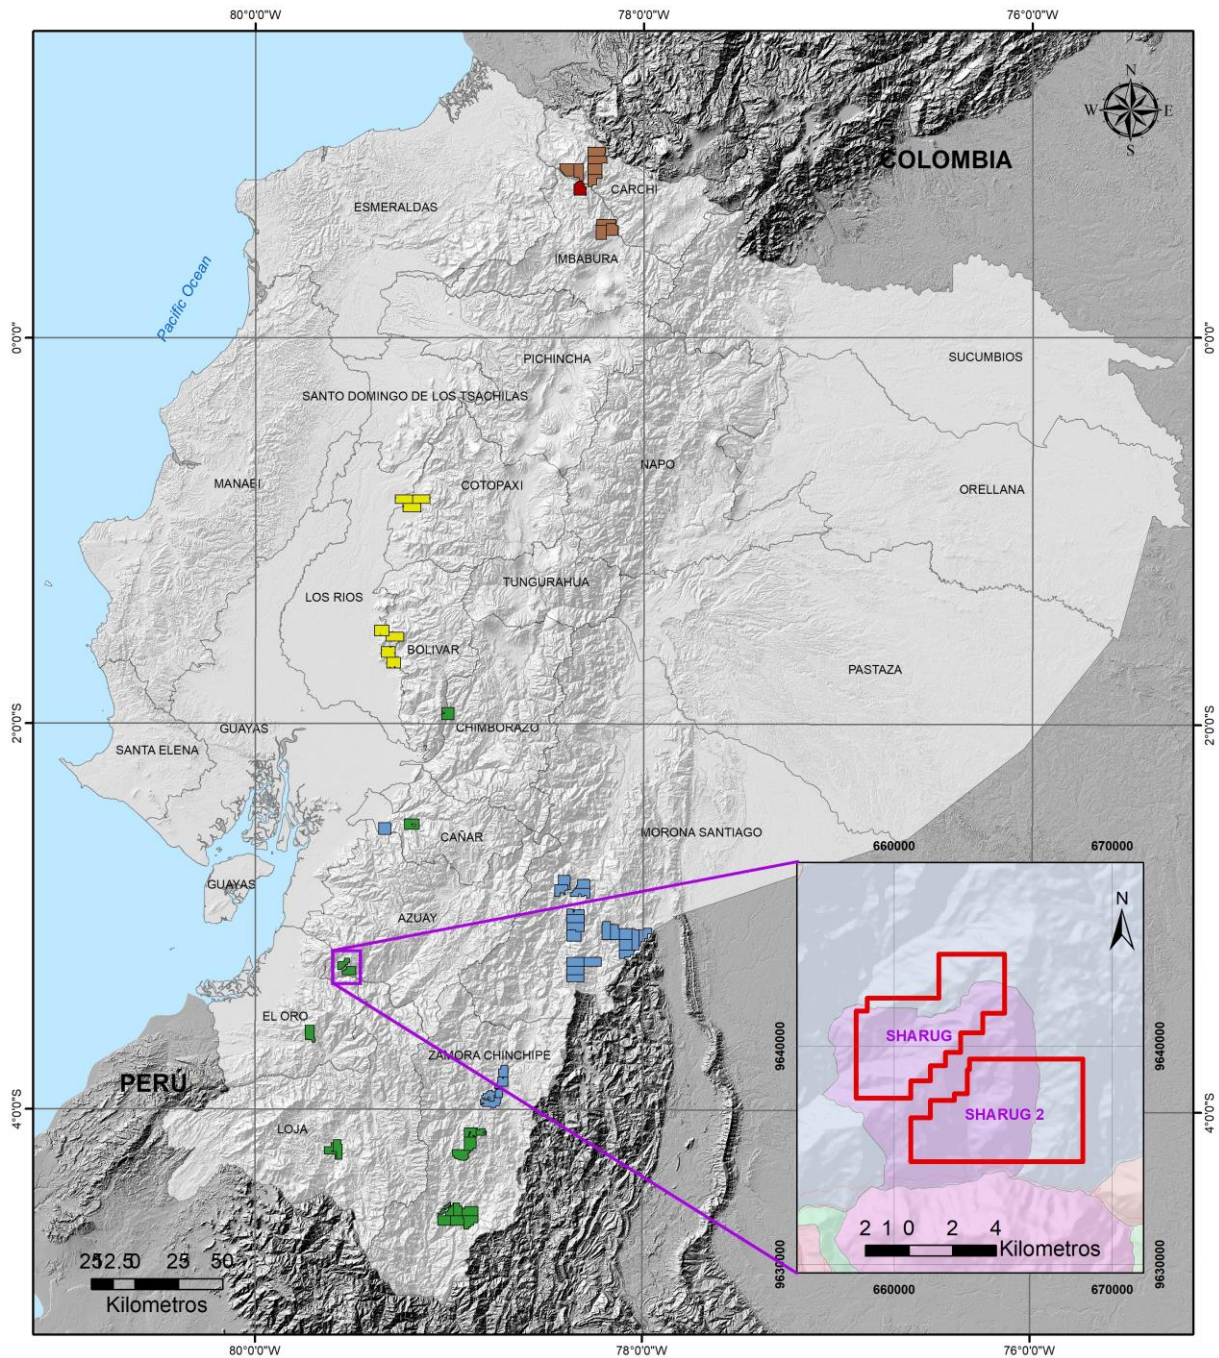 80°0'0"W 78°0'0"W 76°0'0"W
N
W E
S
COLOMBIA
CARCHI
ESMERALDAS
IMBABURA
Pacific Ocean
0°0'0" 0°0'0"
SUCUMBIOS
PICHINCHA
SANTO DOMINGO DE LOS TSACHILAS
NAPO
MANABI
COTOPAXI
ORELLANA
TUNGURAHUA
LOS RIOS
BOLIVAR
PASTAZA
2°0'0"S 2°0'0"S
GUAYAS
CHIMBORAZO
SANTA ELENA
MORONA SANTIAGO
CAÑAR
660000 670000
GUAYAS
N
AZUAY
EL ORO
SHARUG
9640000 9640000
ZAMORA CHINCHIPE
PERÚ
4°0'0"S 4°0'0"S
SHARUG 2
LOJA
2 1 0 2 4
Kilometros
9630000 9630000
25 12.5 0 25 50
Kilometros
660000 670000
80°0'0"W 78°0'0"W 76°0'0"W